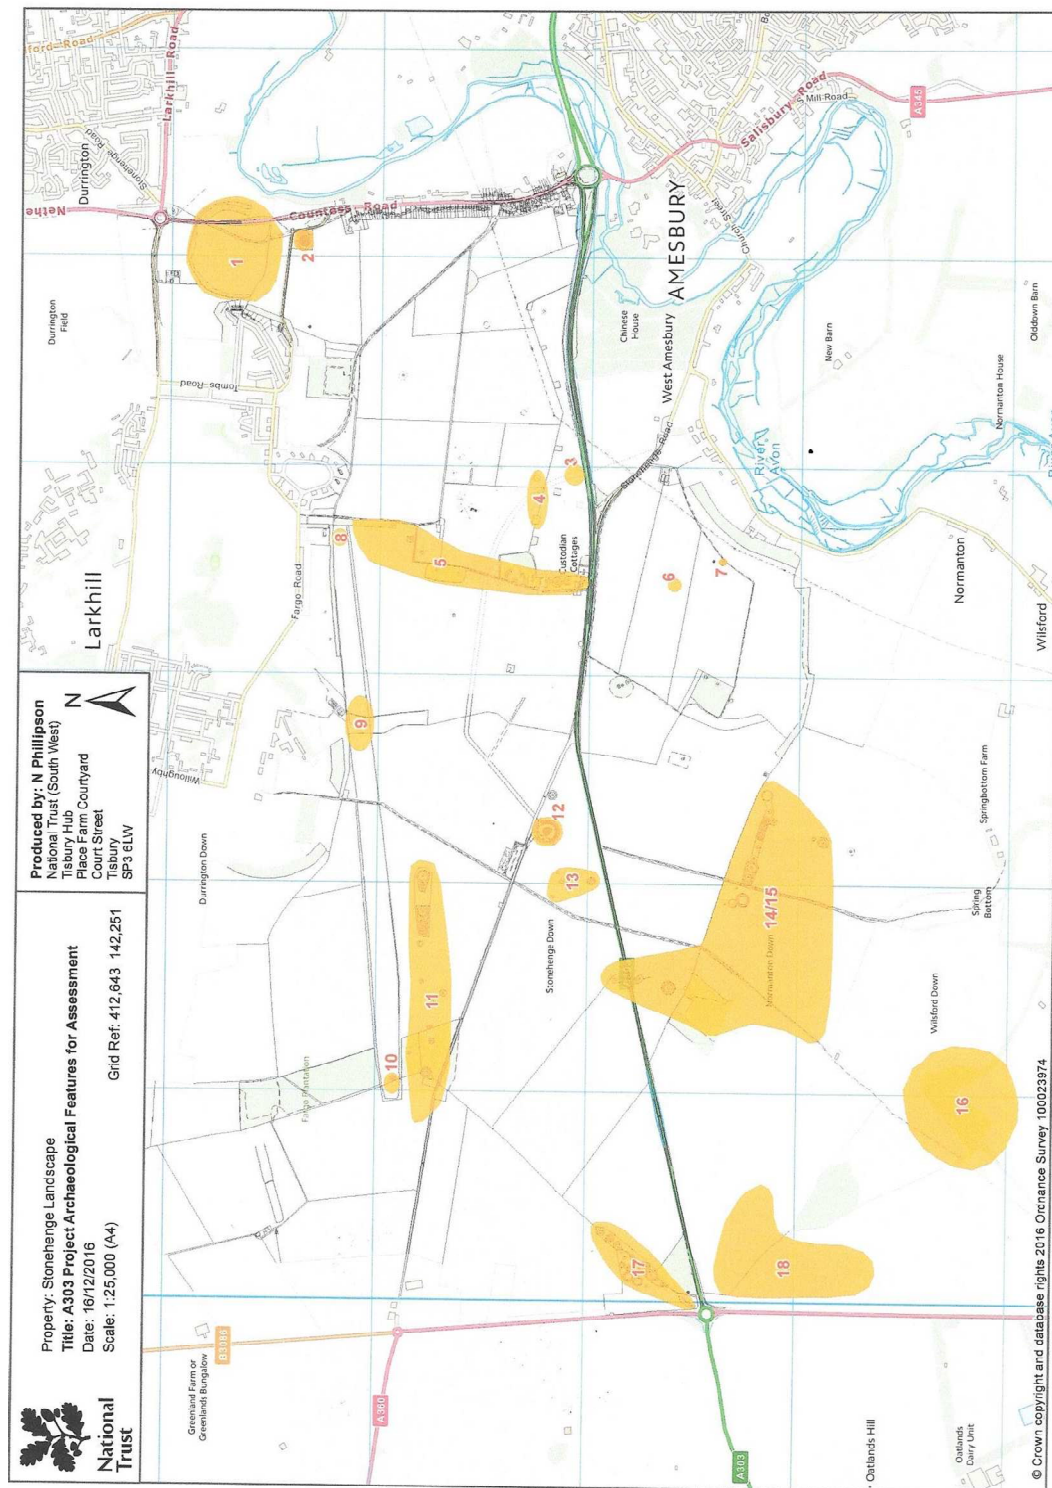 National
Trust
Property: Stonehenge Landscape
Title: A303 Project Archaeological Features for Assessment
Date: 16/12/2016
Scale: 1:25,000 (A4)
Grid Ref: 412,643 142,251
Produced by: N Phillipson
National Trust (South West)
Tisbury Hub
Place Farm Courtyard
Court Street
Tisbury
SP3 6LW
N
Larkhill
Durrington
Field
Durrington
Larkhill Road
Stonehenge Road
Countess Road
Tombs Road
Fargo Road
Willoughby
Durrington Down
Fargo Plantation
Greenland Farm or
Greenlands Bungalow
B3086
A360
A303
A345
Salisbury Road
Mill Road
Church Street
AMESBURY
West Amesbury
Chinese
House
Stonehenge Road
Custodian
Cottages
Stonehenge Down
Normanton Down
River
Avon
New Barn
Normanton House
Olddown Barn
Normanton
Wilsford
Springbottom Farm
Spring
Bottom
Wilsford Down
Oatlands Hill
Oatlands
Dairy Unit
1
2
3
4
5
6
7
8
9
10
11
12
13
14/15
16
17
18
© Crown copyright and database rights 2016 Ordnance Survey 100023974